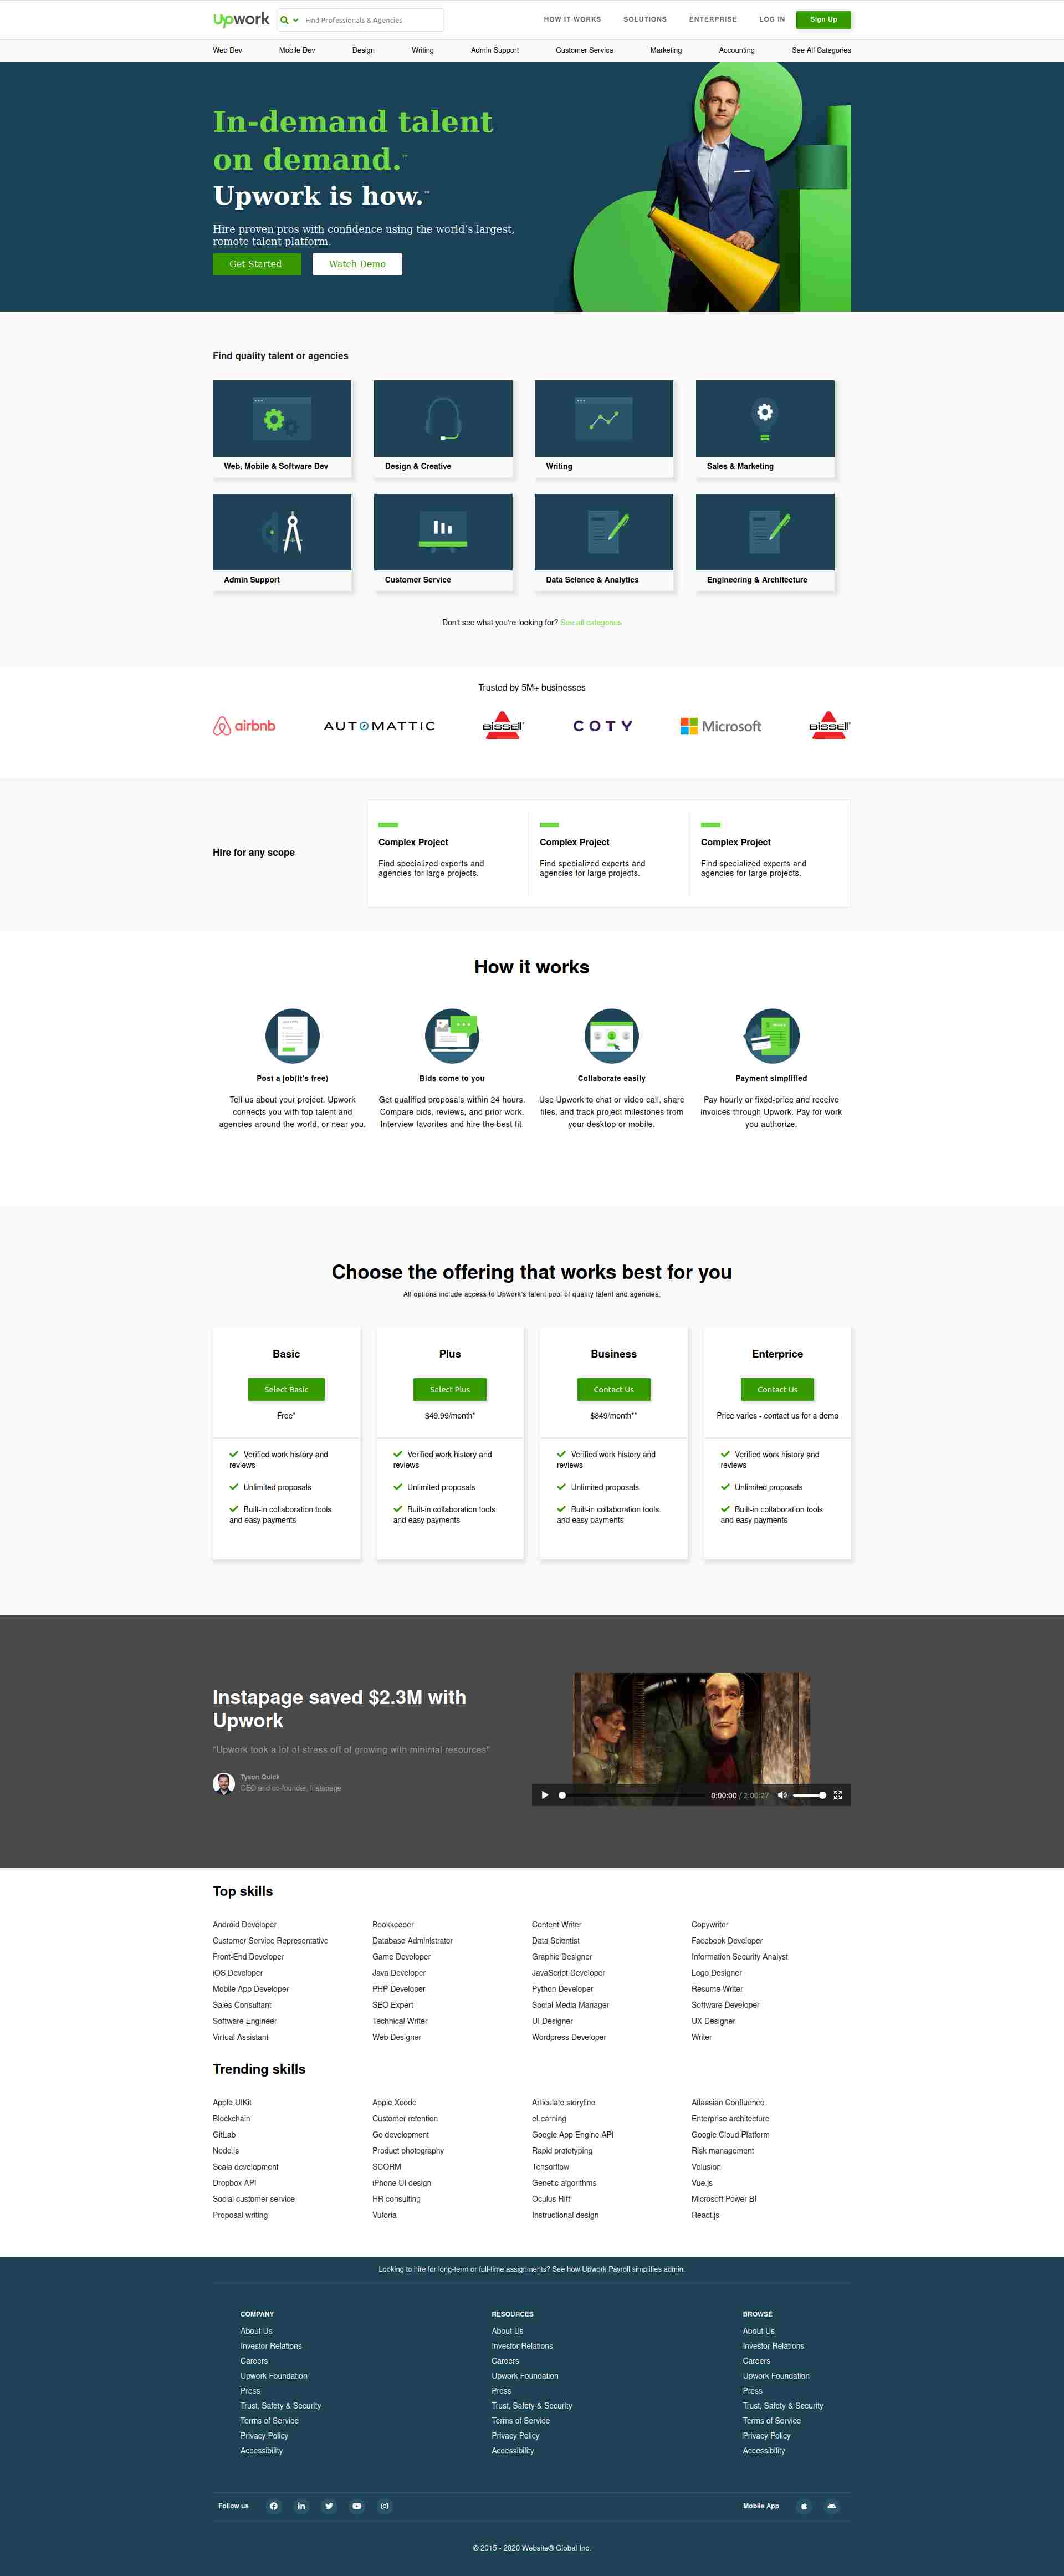 Upwork
Find Professionals & Agencies
HOW IT WORKS
SOLUTIONS
ENTERPRISE
LOG IN
Sign Up
Web Dev
Mobile Dev
Design
Writing
Admin Support
Customer Service
Marketing
Accounting
See All Categories
In-demand talent
on demand.™
Upwork is how.™
Hire proven pros with confidence using the world’s largest,
remote talent platform.
Get Started
Watch Demo
Find quality talent or agencies
Web, Mobile & Software Dev
Design & Creative
Writing
Sales & Marketing
Admin Support
Customer Service
Data Science & Analytics
Engineering & Architecture
Don't see what you're looking for? See all categories
Trusted by 5M+ businesses
airbnb
AUTOMATTIC
BISSELL
COTY
Microsoft
BISSELL
Hire for any scope
Complex Project
Find specialized experts and
agencies for large projects.
Complex Project
Find specialized experts and
agencies for large projects.
Complex Project
Find specialized experts and
agencies for large projects.
How it works
Post a job(it's free)
Tell us about your project. Upwork
connects you with top talent and
agencies around the world, or near you.
Bids come to you
Get qualified proposals within 24 hours.
Compare bids, reviews, and prior work.
Interview favorites and hire the best fit.
Collaborate easily
Use Upwork to chat or video call, share
files, and track project milestones from
your desktop or mobile.
Payment simplified
Pay hourly or fixed-price and receive
invoices through Upwork. Pay for work
you authorize.
Choose the offering that works best for you
All options include access to Upwork's talent pool of quality talent and agencies.
Basic
Select Basic
Free*
Verified work history and
reviews
Unlimited proposals
Built-in collaboration tools
and easy payments
Plus
Select Plus
$49.99/month*
Verified work history and
reviews
Unlimited proposals
Built-in collaboration tools
and easy payments
Business
Contact Us
$849/month**
Verified work history and
reviews
Unlimited proposals
Built-in collaboration tools
and easy payments
Enterprice
Contact Us
Price varies - contact us for a demo
Verified work history and
reviews
Unlimited proposals
Built-in collaboration tools
and easy payments
Instapage saved $2.3M with
Upwork
"Upwork took a lot of stress off of growing with minimal resources"
Tyson Quick
CEO and co-founder, Instapage
0:00:00 / 2:00:27
Top skills
Android Developer
Customer Service Representative
Front-End Developer
iOS Developer
Mobile App Developer
Sales Consultant
Software Engineer
Virtual Assistant
Bookkeeper
Database Administrator
Game Developer
Java Developer
PHP Developer
SEO Expert
Technical Writer
Web Designer
Content Writer
Data Scientist
Graphic Designer
JavaScript Developer
Python Developer
Social Media Manager
UI Designer
Wordpress Developer
Copywriter
Facebook Developer
Information Security Analyst
Logo Designer
Resume Writer
Software Developer
UX Designer
Writer
Trending skills
Apple UIKit
Blockchain
GitLab
Node.js
Scala development
Dropbox API
Social customer service
Proposal writing
Apple Xcode
Customer retention
Go development
Product photography
SCORM
iPhone UI design
HR consulting
Vuforia
Articulate storyline
eLearning
Google App Engine API
Rapid prototyping
Tensorflow
Genetic algorithms
Oculus Rift
Instructional design
Atlassian Confluence
Enterprise architecture
Google Cloud Platform
Risk management
Volusion
Vue.js
Microsoft Power BI
React.js
Looking to hire for long-term or full-time assignments? See how Upwork Payroll simplifies admin.
COMPANY
About Us
Investor Relations
Careers
Upwork Foundation
Press
Trust, Safety & Security
Terms of Service
Privacy Policy
Accessibility
RESOURCES
About Us
Investor Relations
Careers
Upwork Foundation
Press
Trust, Safety & Security
Terms of Service
Privacy Policy
Accessibility
BROWSE
About Us
Investor Relations
Careers
Upwork Foundation
Press
Trust, Safety & Security
Terms of Service
Privacy Policy
Accessibility
Follow us
Mobile App
© 2015 - 2020 Website® Global Inc.